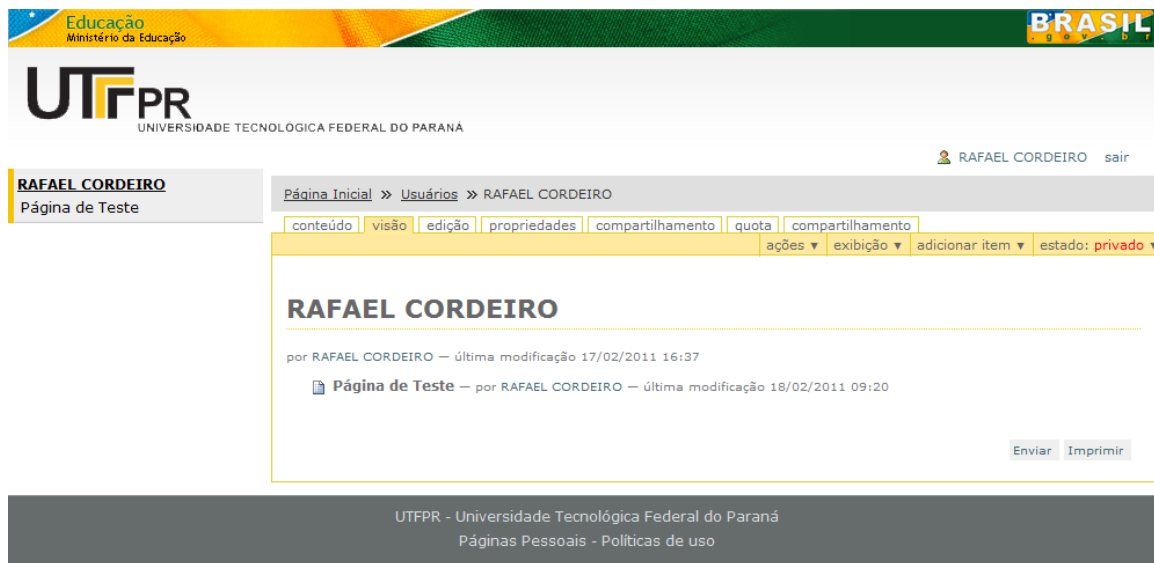 Educação
Ministério da Educação
BRASIL
.gov.br
UTFPR
UNIVERSIDADE TECNOLÓGICA FEDERAL DO PARANÁ
RAFAEL CORDEIRO sair
RAFAEL CORDEIRO
Página de Teste
Página Inicial » Usuários » RAFAEL CORDEIRO
conteúdo visão edição propriedades compartilhamento quota compartilhamento
ações ▼ exibição ▼ adicionar item ▼ estado: privado ▼
RAFAEL CORDEIRO
por RAFAEL CORDEIRO — última modificação 17/02/2011 16:37
Página de Teste — por RAFAEL CORDEIRO — última modificação 18/02/2011 09:20
Enviar Imprimir
UTFPR - Universidade Tecnológica Federal do Paraná
Páginas Pessoais - Políticas de uso